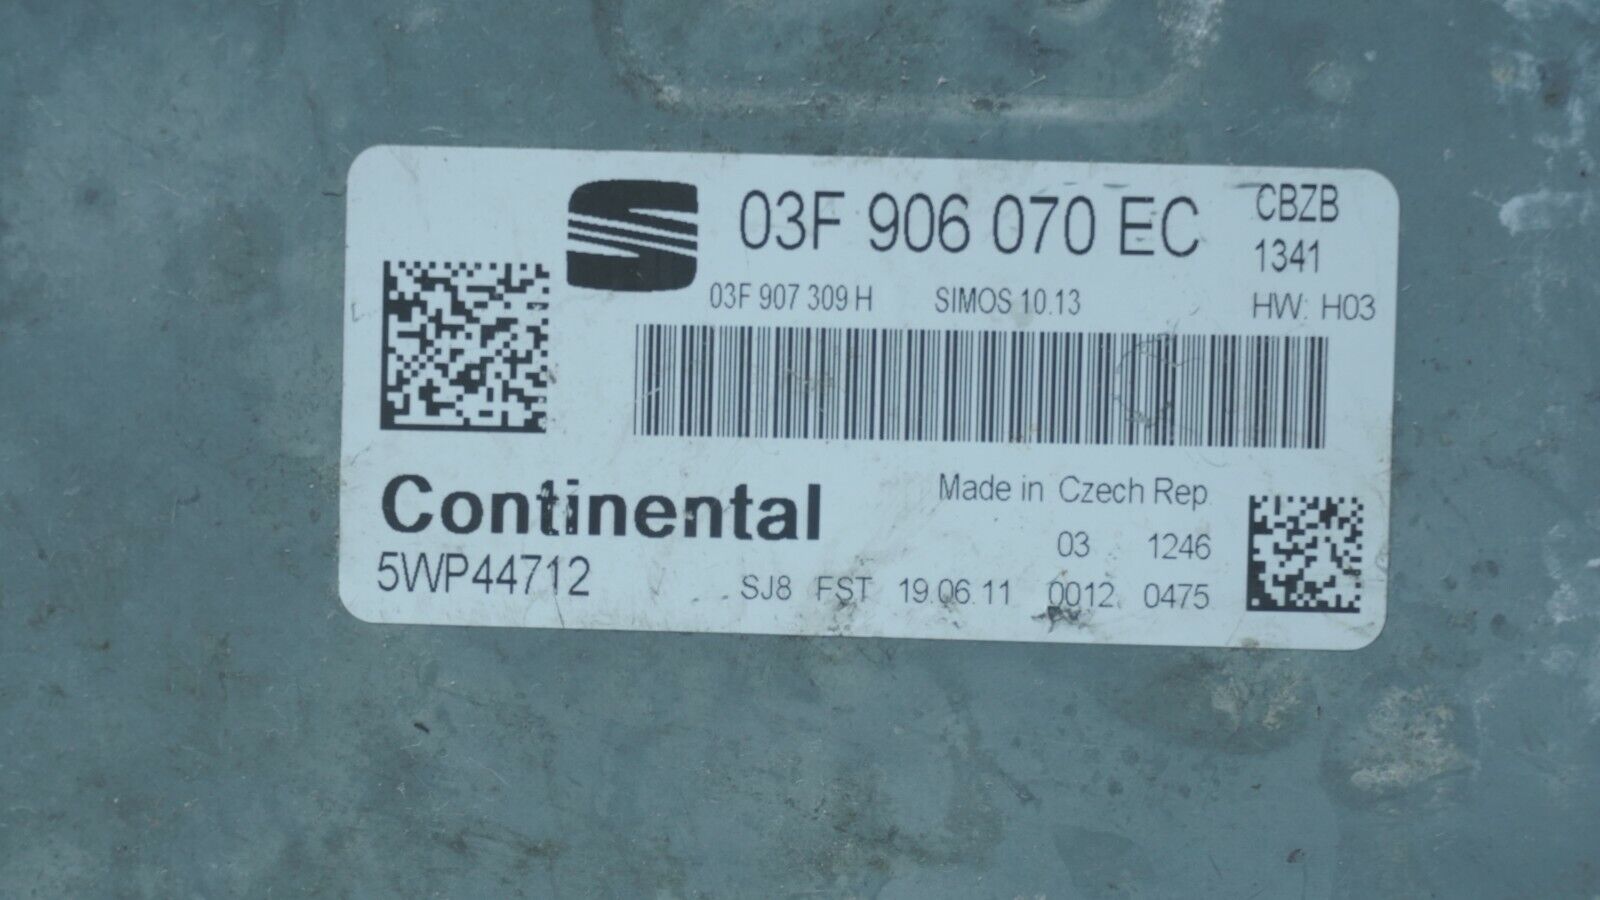 03F 906 070 EC
CBZB
1341
03F 907 309 H SIMOS 10.13 HW: H03
Continental
Made in Czech Rep.
5WP44712
03 1246
SJ8 FST 19.06.11 0012 0475